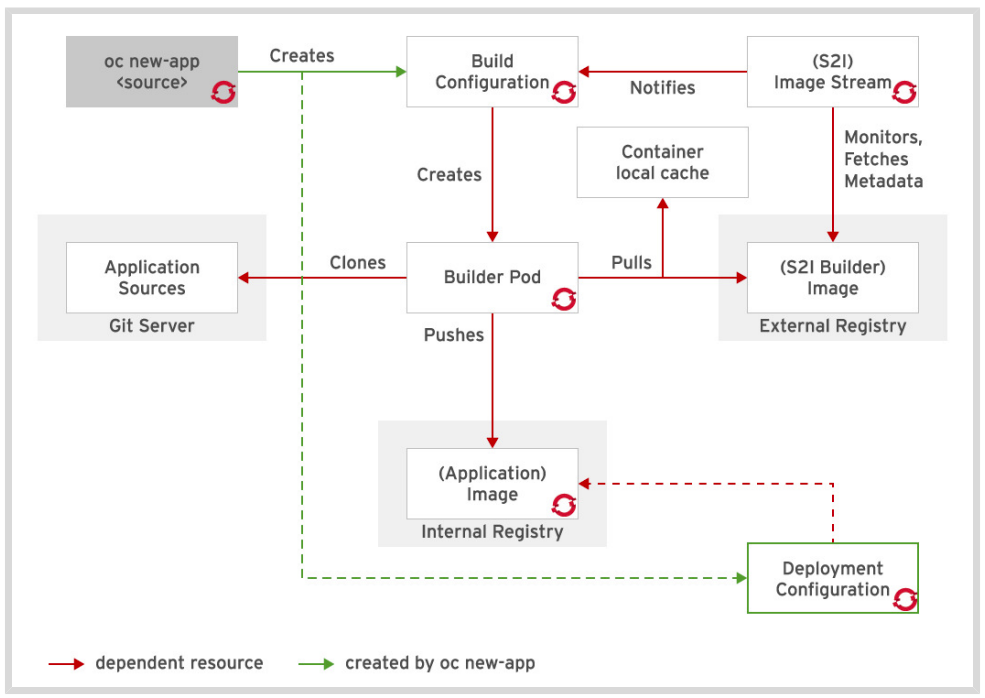 oc new-app
<source>
Creates
Build
Configuration
Notifies
(S2I)
Image Stream
Monitors,
Fetches
Metadata
Container
local cache
Creates
Application
Sources
Git Server
Clones
Builder Pod
Pulls
(S2I Builder)
Image
External Registry
Pushes
(Application)
Image
Internal Registry
Deployment
Configuration
dependent resource
created by oc new-app